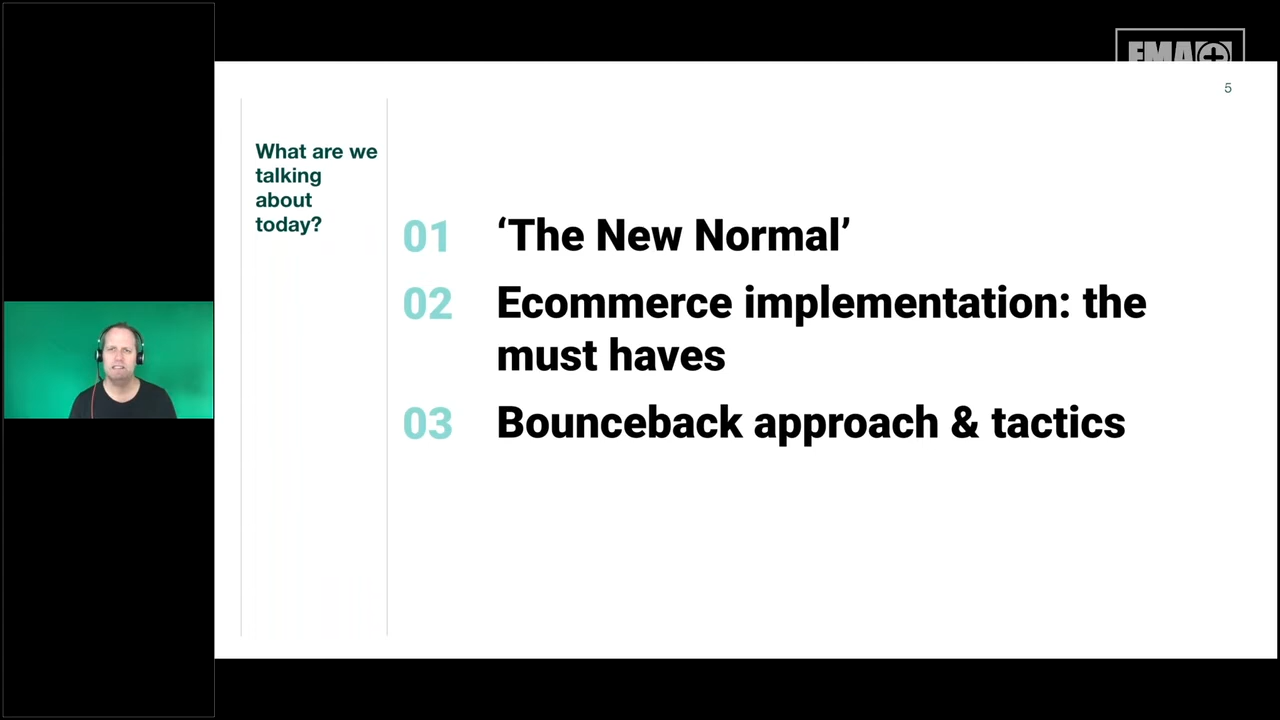 5
What are we
talking
about
today?
01 ‘The New Normal’
02 Ecommerce implementation: the
must haves
03 Bounceback approach & tactics